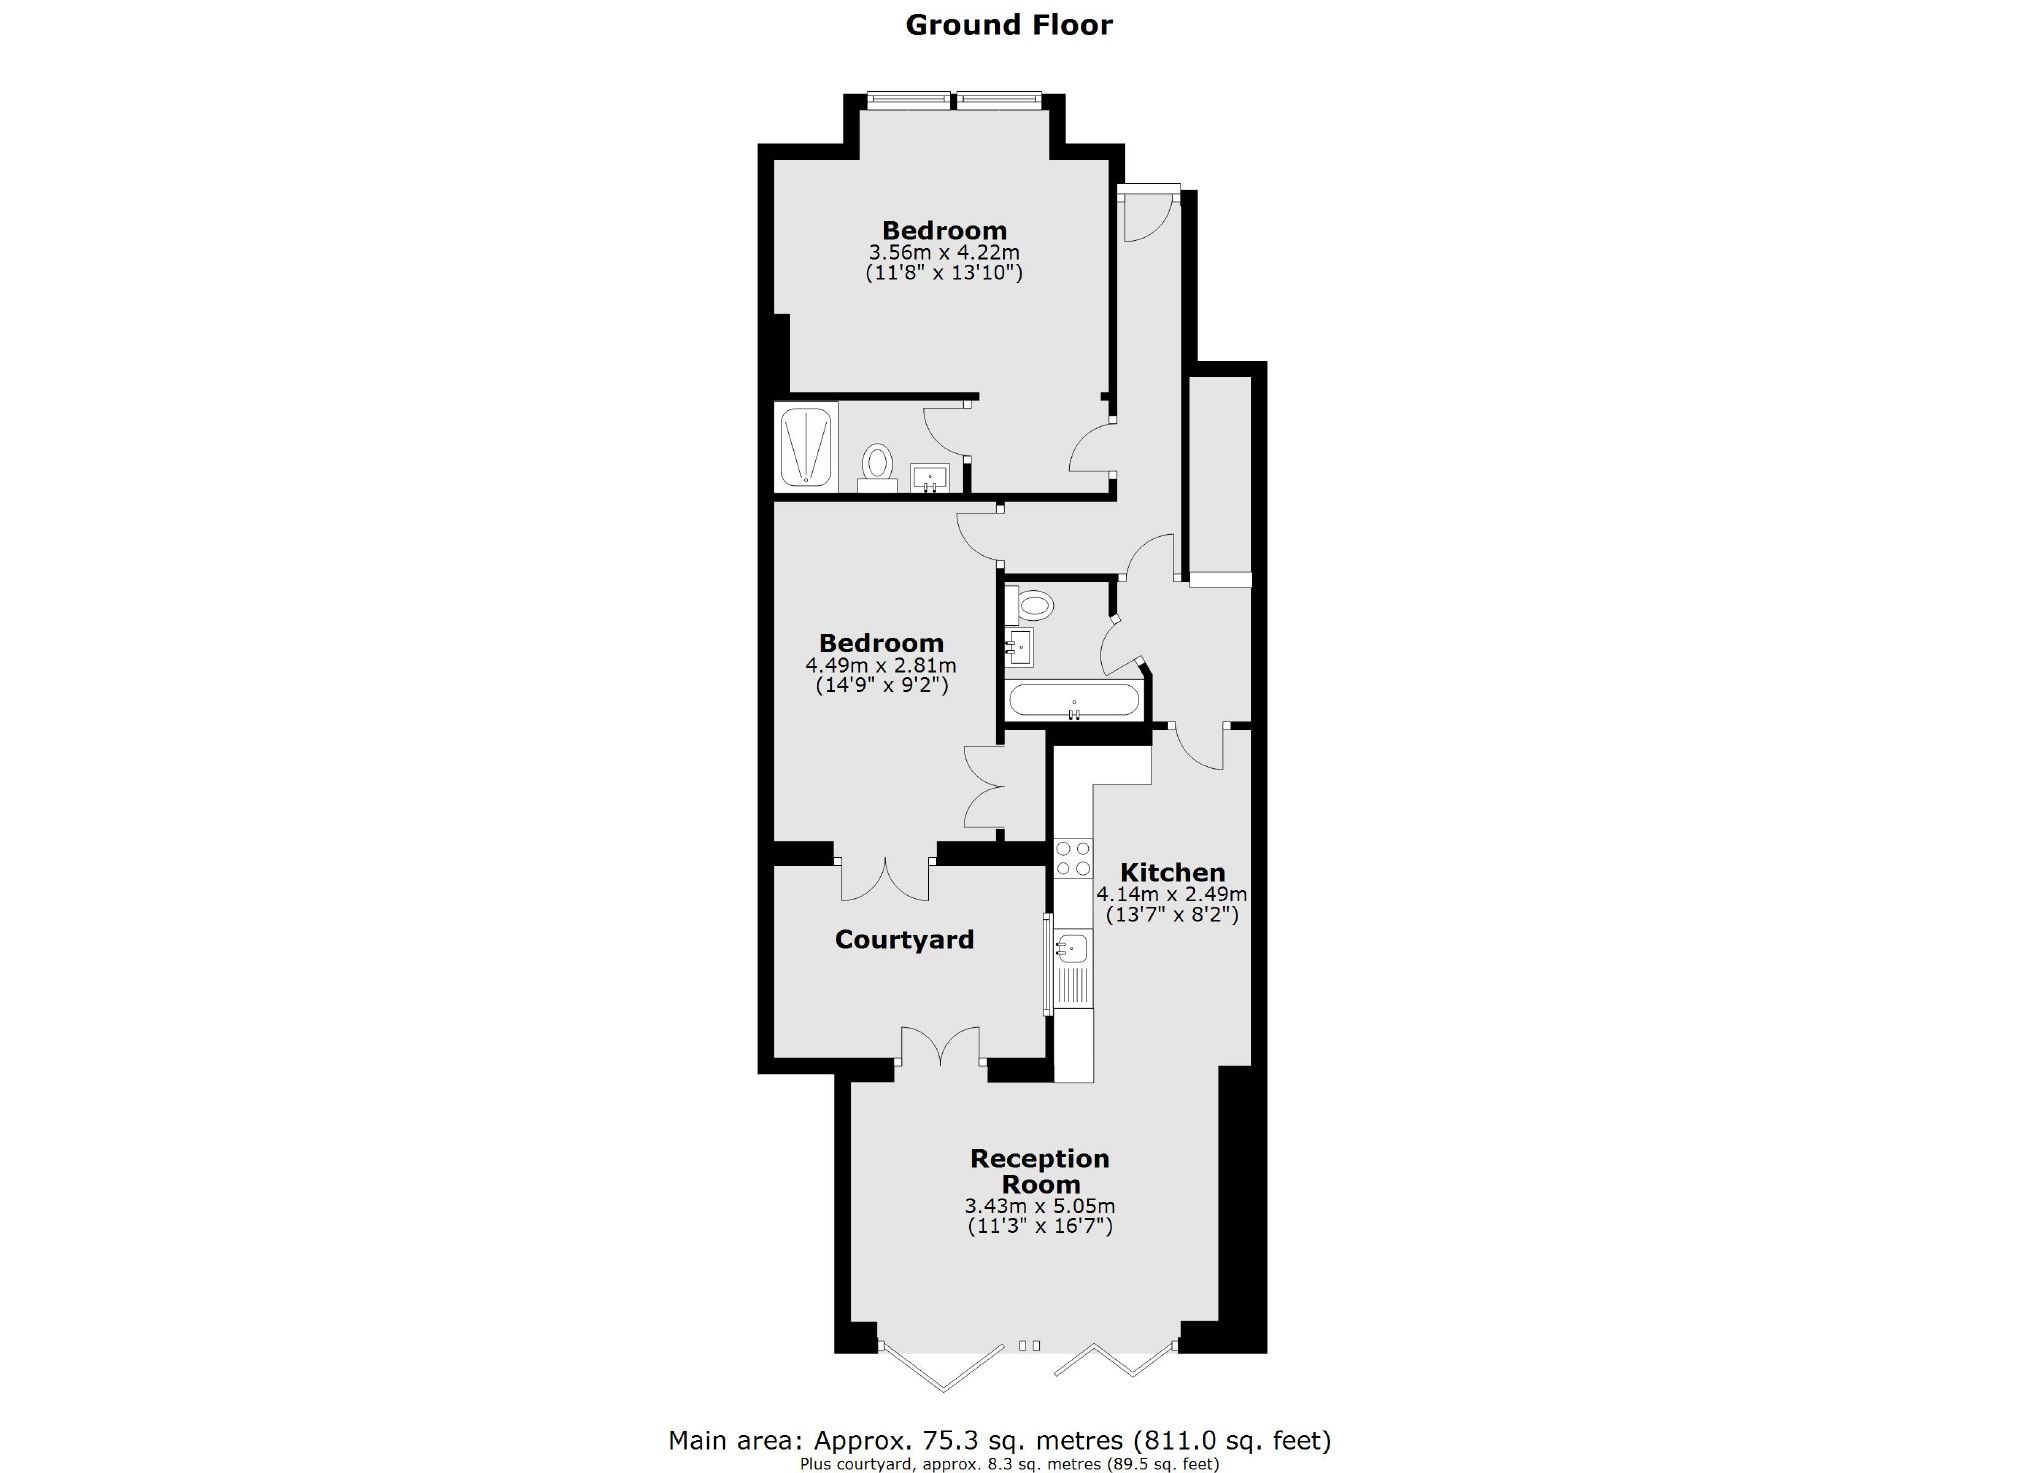 Ground Floor
Bedroom
3.56m x 4.22m
(11'8" x 13'10")
Bedroom
4.49m x 2.81m
(14'9" x 9'2")
Kitchen
4.14m x 2.49m
(13'7" x 8'2")
Courtyard
Reception
Room
3.43m x 5.05m
(11'3" x 16'7")
Main area: Approx. 75.3 sq. metres (811.0 sq. feet)
Plus courtyard, approx. 8.3 sq. metres (89.5 sq. feet)